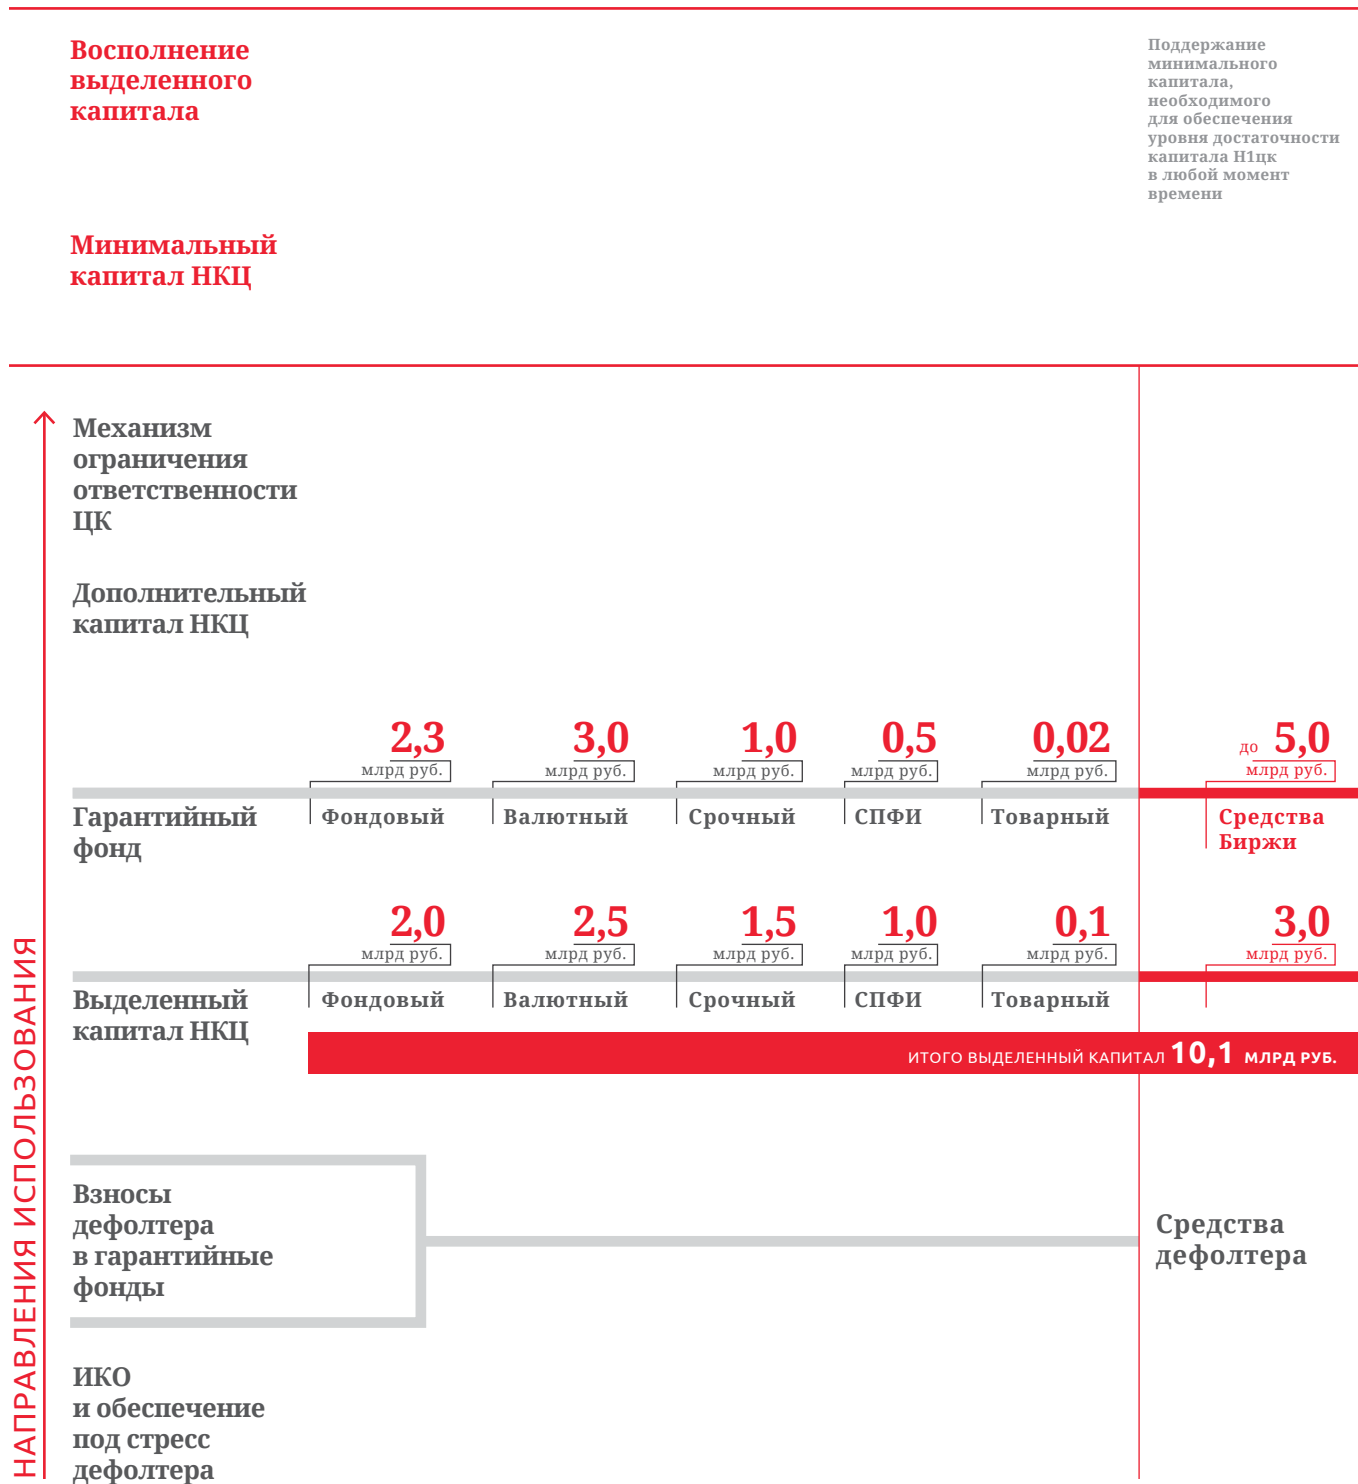 Восполнение
выделенного
капитала
Поддержание
минимального
капитала,
необходимого
для обеспечения
уровня достаточности
капитала Н1цк
в любой момент
времени
Минимальный
капитал НКЦ
НАПРАВЛЕНИЯ ИСПОЛЬЗОВАНИЯ
Механизм
ограничения
ответственности
ЦК
Дополнительный
капитал НКЦ
2,3 3,0 1,0 0,5 0,02 до 5,0
млрд руб. млрд руб. млрд руб. млрд руб. млрд руб. млрд руб.
Гарантийный
фонд
Фондовый Валютный Срочный СПФИ Товарный
Средства
Биржи
2,0 2,5 1,5 1,0 0,1 3,0
млрд руб. млрд руб. млрд руб. млрд руб. млрд руб. млрд руб.
Выделенный
капитал НКЦ
Фондовый Валютный Срочный СПФИ Товарный
ИТОГО ВЫДЕЛЕННЫЙ КАПИТАЛ 10,1 МЛРД РУБ.
Взносы
дефолтера
в гарантийные
фонды
Средства
дефолтера
ИКО
и обеспечение
под стресс
дефолтера